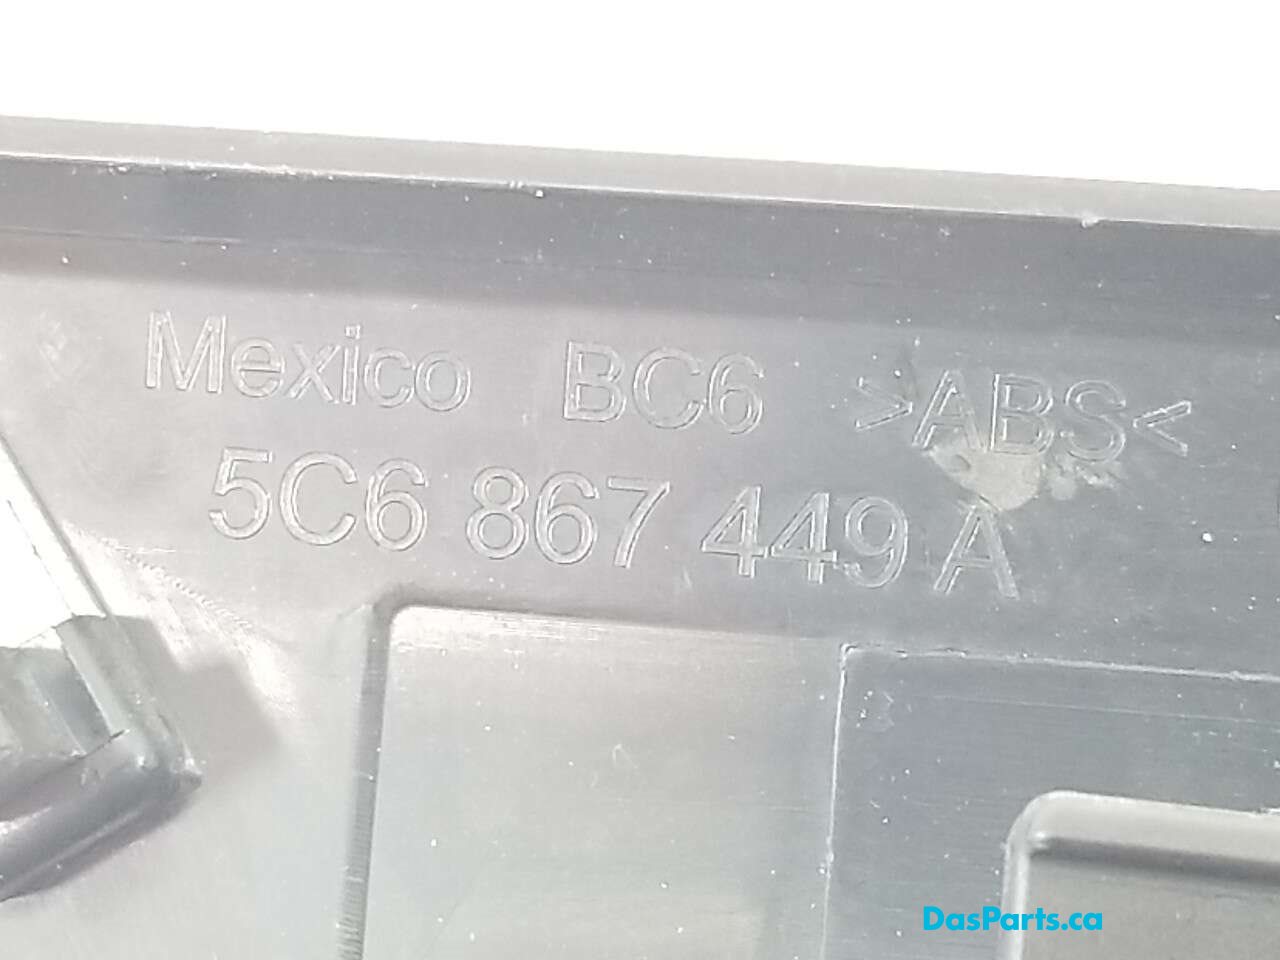 Mexico BC6 >ABS<
5C6 867 449 A
DasParts.ca